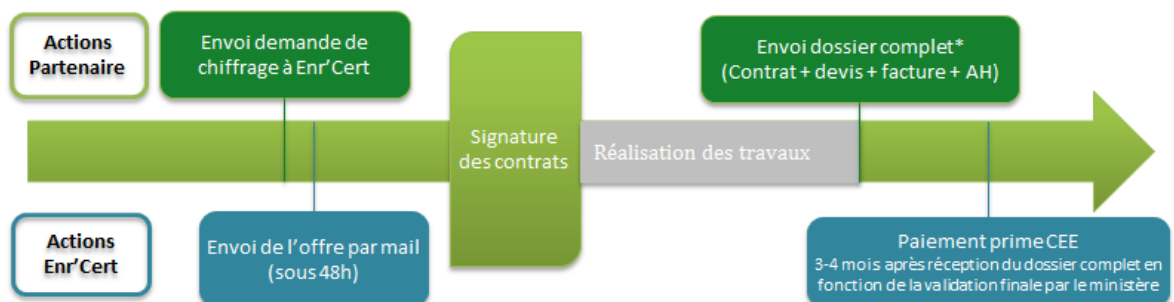 Actions
Partenaire
Envoi demande de
chiffrage à Enr'Cert
Envoi dossier complet*
(Contrat + devis + facture + AH)
Signature
des contrats
Réalisation des travaux
Actions
Enr'Cert
Envoi de l'offre par mail
(sous 48h)
Paiement prime CEE
3-4 mois après réception du dossier complet en
fonction de la validation finale par le ministère